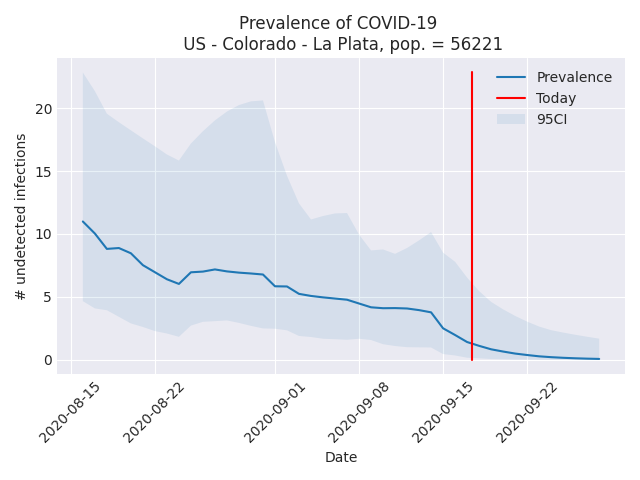 Prevalence of COVID-19
US - Colorado - La Plata, pop. = 56221
Prevalence
Today
95CI
# undetected infections
20
15
10
5
0
2020-08-15
2020-08-22
2020-09-01
2020-09-08
2020-09-15
2020-09-22
Date